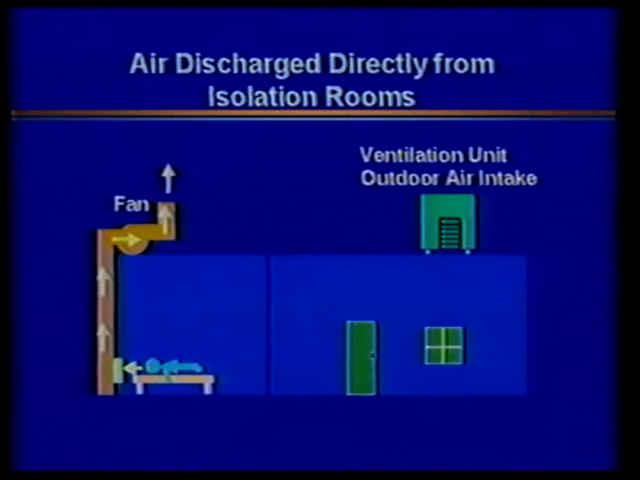 Air Discharged Directly from
Isolation Rooms
Ventilation Unit
Outdoor Air Intake
Fan